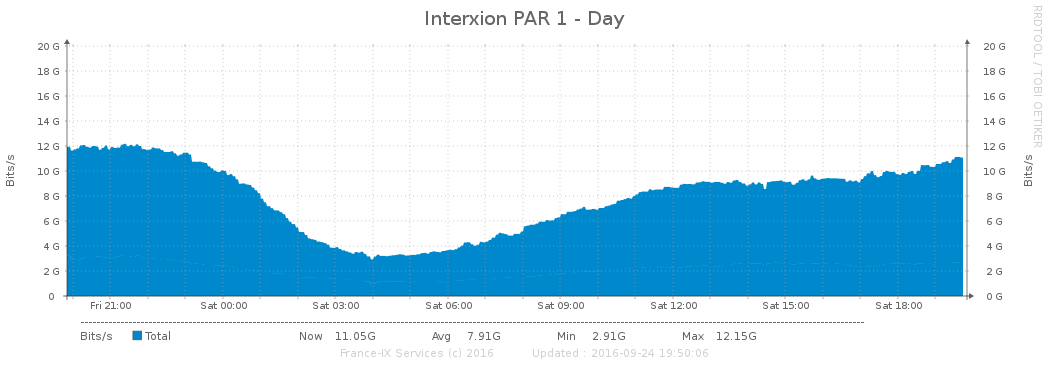 Interxion PAR 1 - Day
RRDTOOL / TOBI OETIKER
Bits/s
20 G 20 G
18 G 18 G
16 G 16 G
14 G 14 G
12 G 12 G
10 G 10 G
8 G 8 G
6 G 6 G
4 G 4 G
2 G 2 G
0 0 G
Bits/s
Fri 21:00 Sat 00:00 Sat 03:00 Sat 06:00 Sat 09:00 Sat 12:00 Sat 15:00 Sat 18:00
Bits/s Total Now 11.05G Avg 7.91G Min 2.91G Max 12.15G
France-IX Services (c) 2016 Updated : 2016-09-24 19:50:06